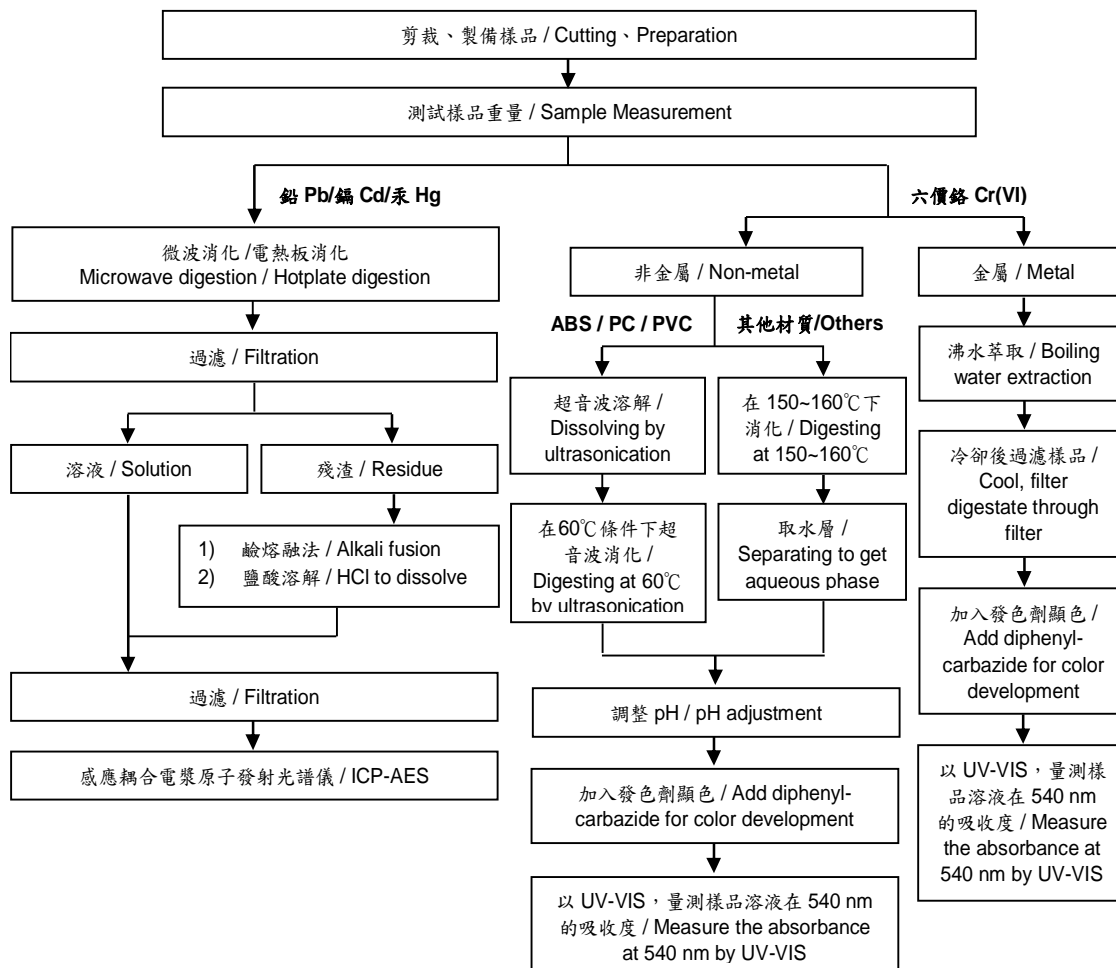 剪裁、製備樣品 / Cutting、Preparation
測試樣品重量 / Sample Measurement
鉛 Pb/鎘 Cd/汞 Hg
六價鉻 Cr(VI)
微波消化 /電熱板消化
Microwave digestion / Hotplate digestion
過濾 / Filtration
溶液 / Solution
殘渣 / Residue
1) 鹼熔融法 / Alkali fusion
2) 鹽酸溶解 / HCl to dissolve
過濾 / Filtration
感應耦合電漿原子發射光譜儀 / ICP-AES
非金屬 / Non-metal
ABS / PC / PVC
其他材質/Others
超音波溶解 /
Dissolving by
ultrasonication
在 150~160℃下
消化 / Digesting
at 150~160℃
在60℃條件下超
音波消化 /
Digesting at 60℃
by ultrasonication
取水層 /
Separating to get
aqueous phase
調整 pH / pH adjustment
加入發色劑顯色 / Add diphenyl-
carbazide for color development
以 UV-VIS，量測樣品溶液在 540 nm
的吸收度 / Measure the absorbance
at 540 nm by UV-VIS
金屬 / Metal
沸水萃取 / Boiling
water extraction
冷卻後過濾樣品 /
Cool, filter
digestate through
filter
加入發色劑顯色 /
Add diphenyl-
carbazide for color
development
以 UV-VIS，量測樣
品溶液在 540 nm
的吸收度 / Measure
the absorbance at
540 nm by UV-VIS